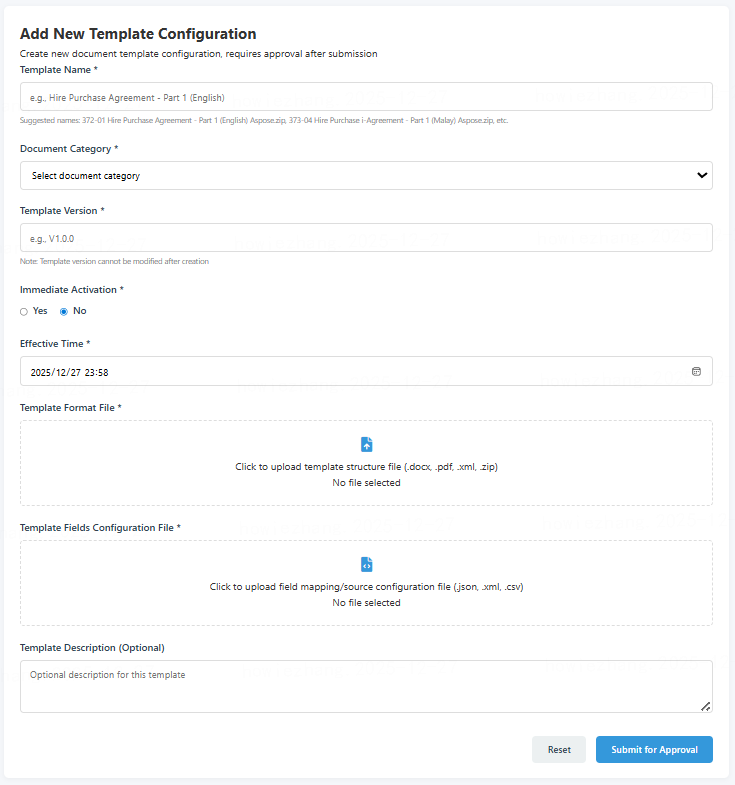 Add New Template Configuration
Create new document template configuration, requires approval after submission
Template Name *
e.g., Hire Purchase Agreement - Part 1 (English)
Suggested names: 372-01 Hire Purchase Agreement - Part 1 (English) Aspose.zip, 373-04 Hire Purchase i-Agreement - Part 1 (Malay) Aspose.zip, etc.
Document Category *
Select document category
Template Version *
e.g., V1.0.0
Note: Template version cannot be modified after creation
Immediate Activation *
Yes No
Effective Time *
2025/12/27 23:58
Template Format File *
Click to upload template structure file (.docx, .pdf, .xml, .zip)
No file selected
Template Fields Configuration File *
Click to upload field mapping/source configuration file (.json, .xml, .csv)
No file selected
Template Description (Optional)
Optional description for this template
Reset Submit for Approval